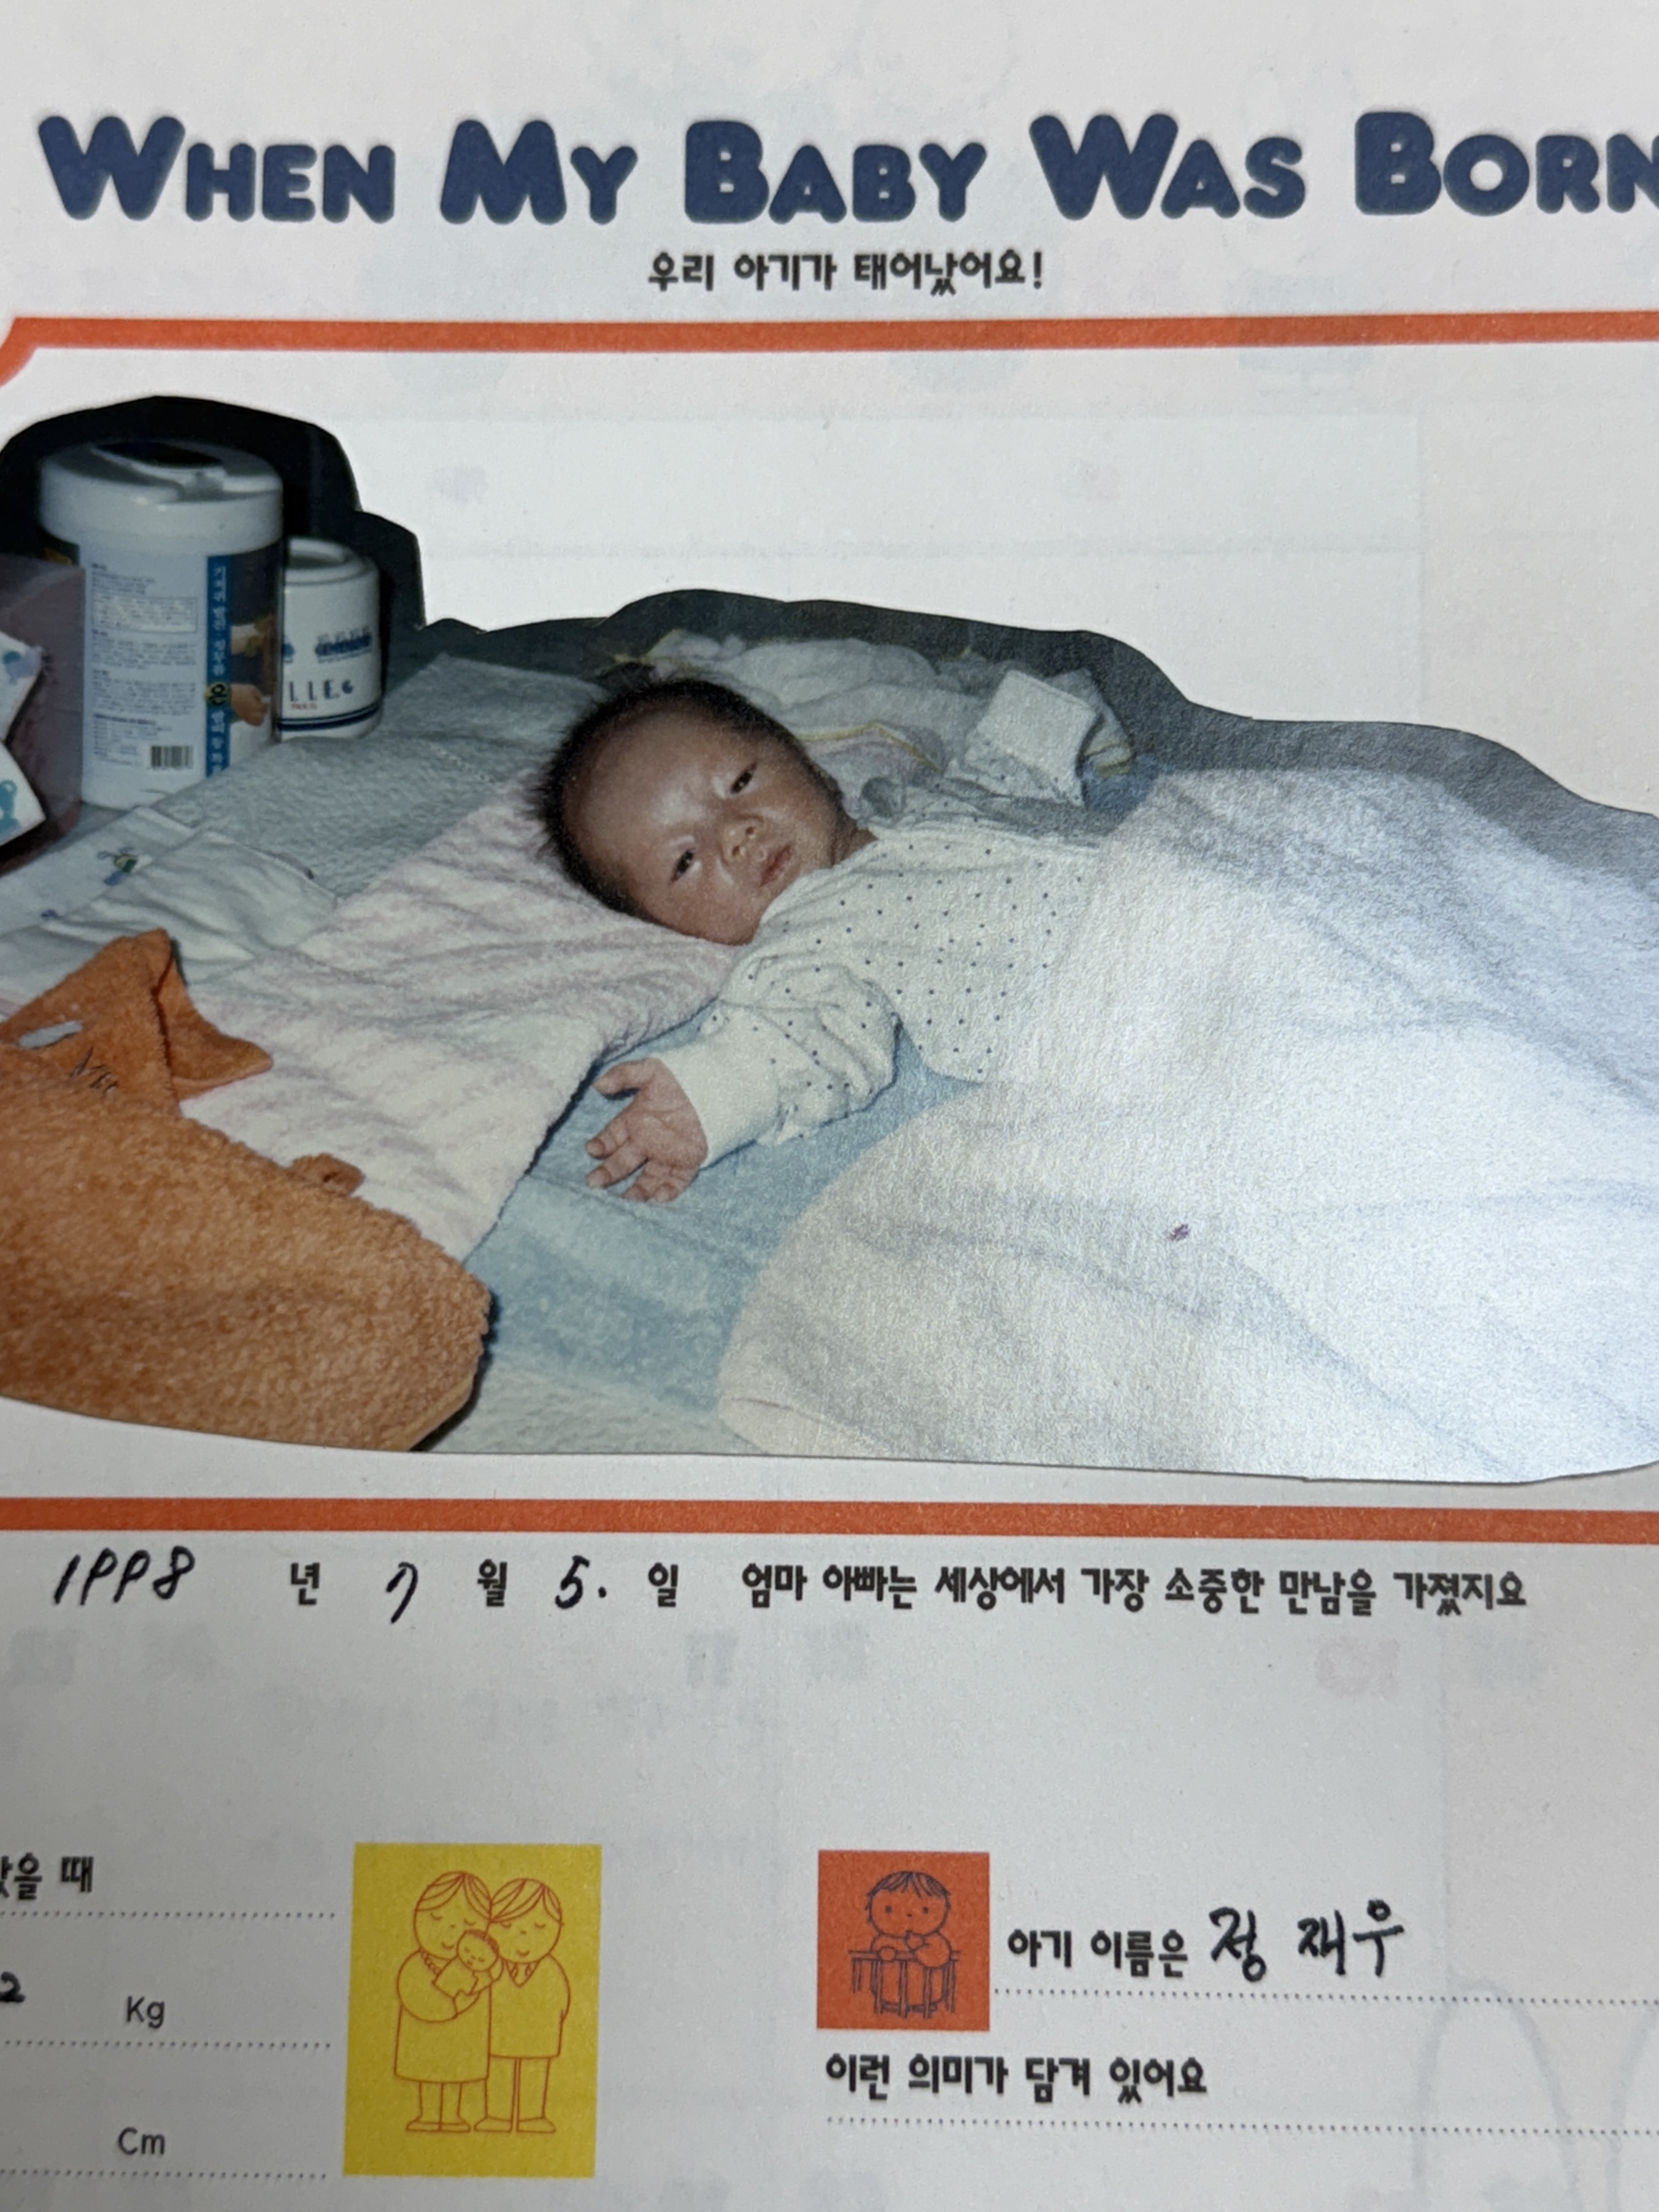 WHEN MY BABY WAS BORN
우리 아기가 태어났어요!
LLE
1998 년 7 월 5. 일 엄마 아빠는 세상에서 가장 소중한 만남을 가졌지요
을 때
2 Kg
Cm
아기 이름은 정재우
이런 의미가 담겨 있어요